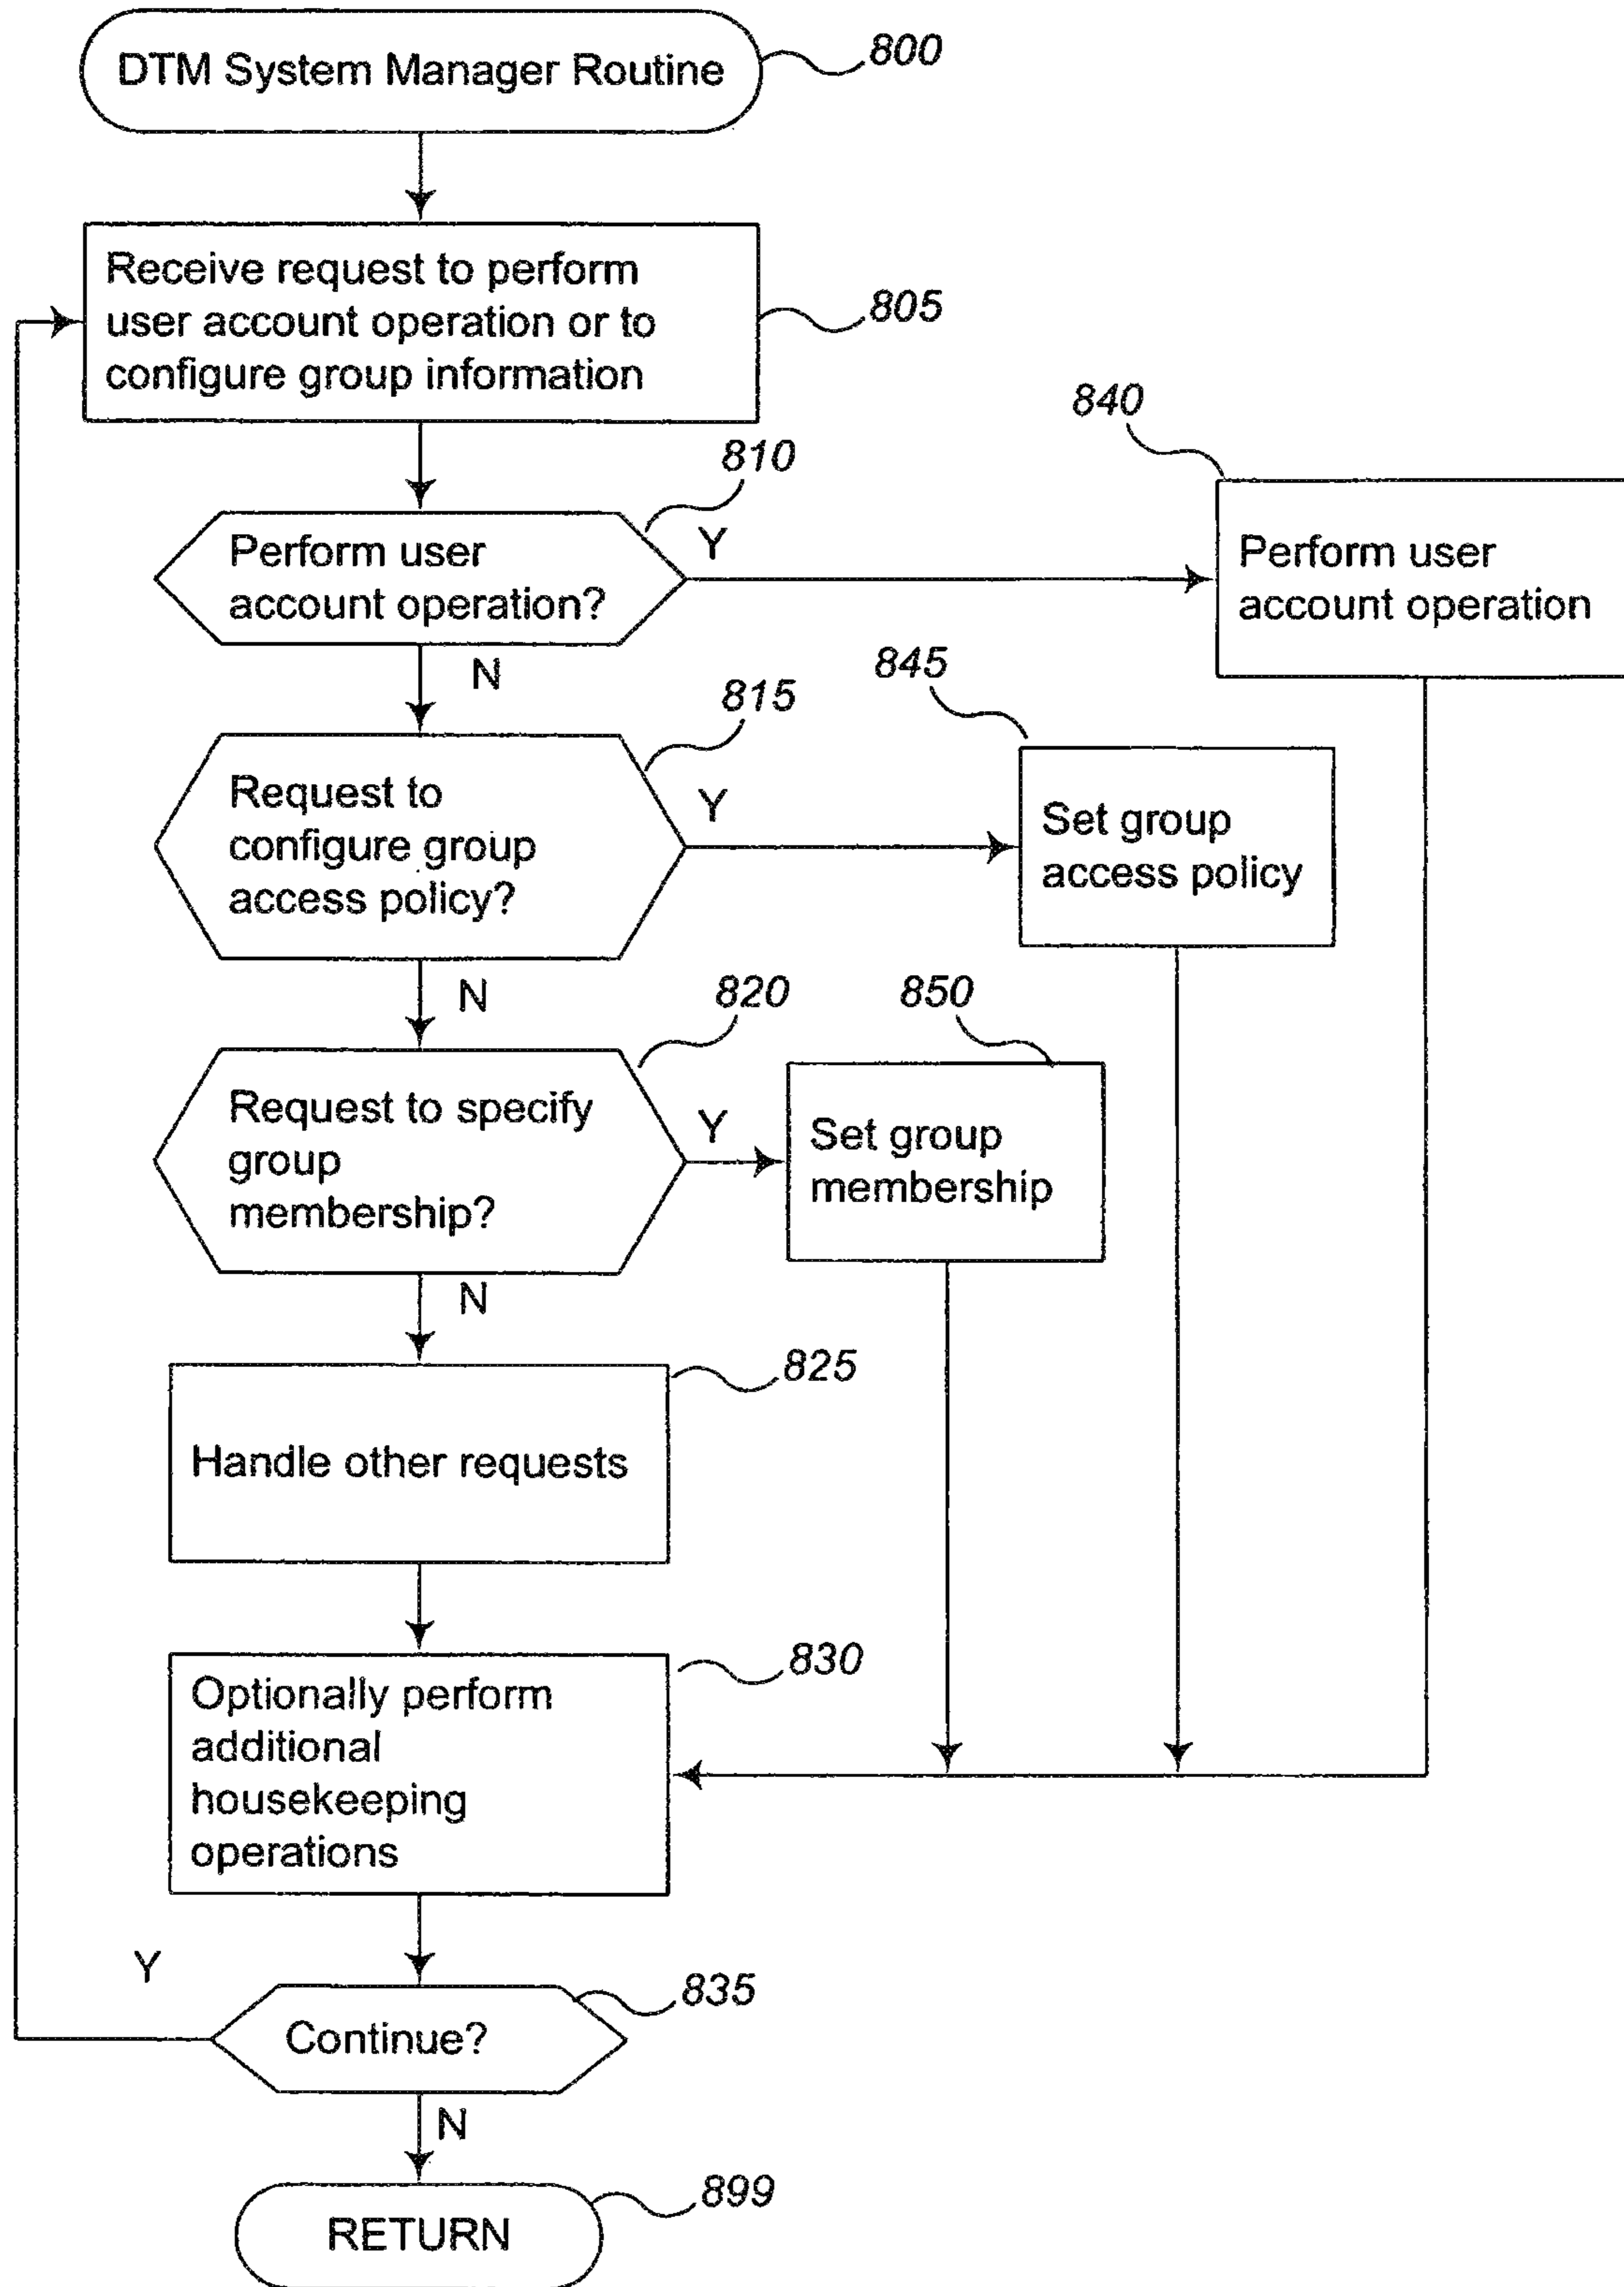 DTM System Manager Routine
800
Receive request to perform
user account operation or to
configure group information
805
810
Perform user
account operation?
Y
N
840
Perform user
account operation
815
Request to
configure group
access policy?
Y
N
845
Set group
access policy
820
Request to specify
group
membership?
Y
N
850
Set group
membership
825
Handle other requests
830
Optionally perform
additional
housekeeping
operations
Y
835
Continue?
N
899
RETURN